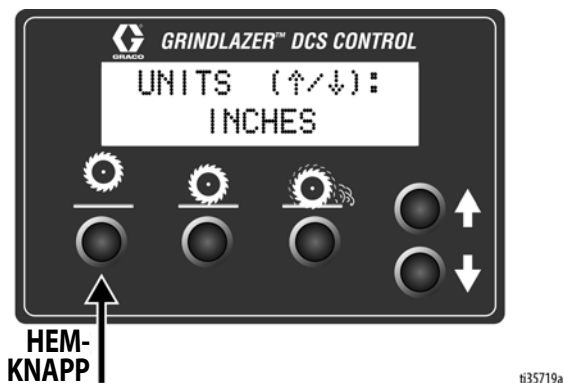 GRACO
GRINDLAZER™ DCS CONTROL
UNITS (↑/↓):
INCHES
HEM-
KNAPP
ti35719a